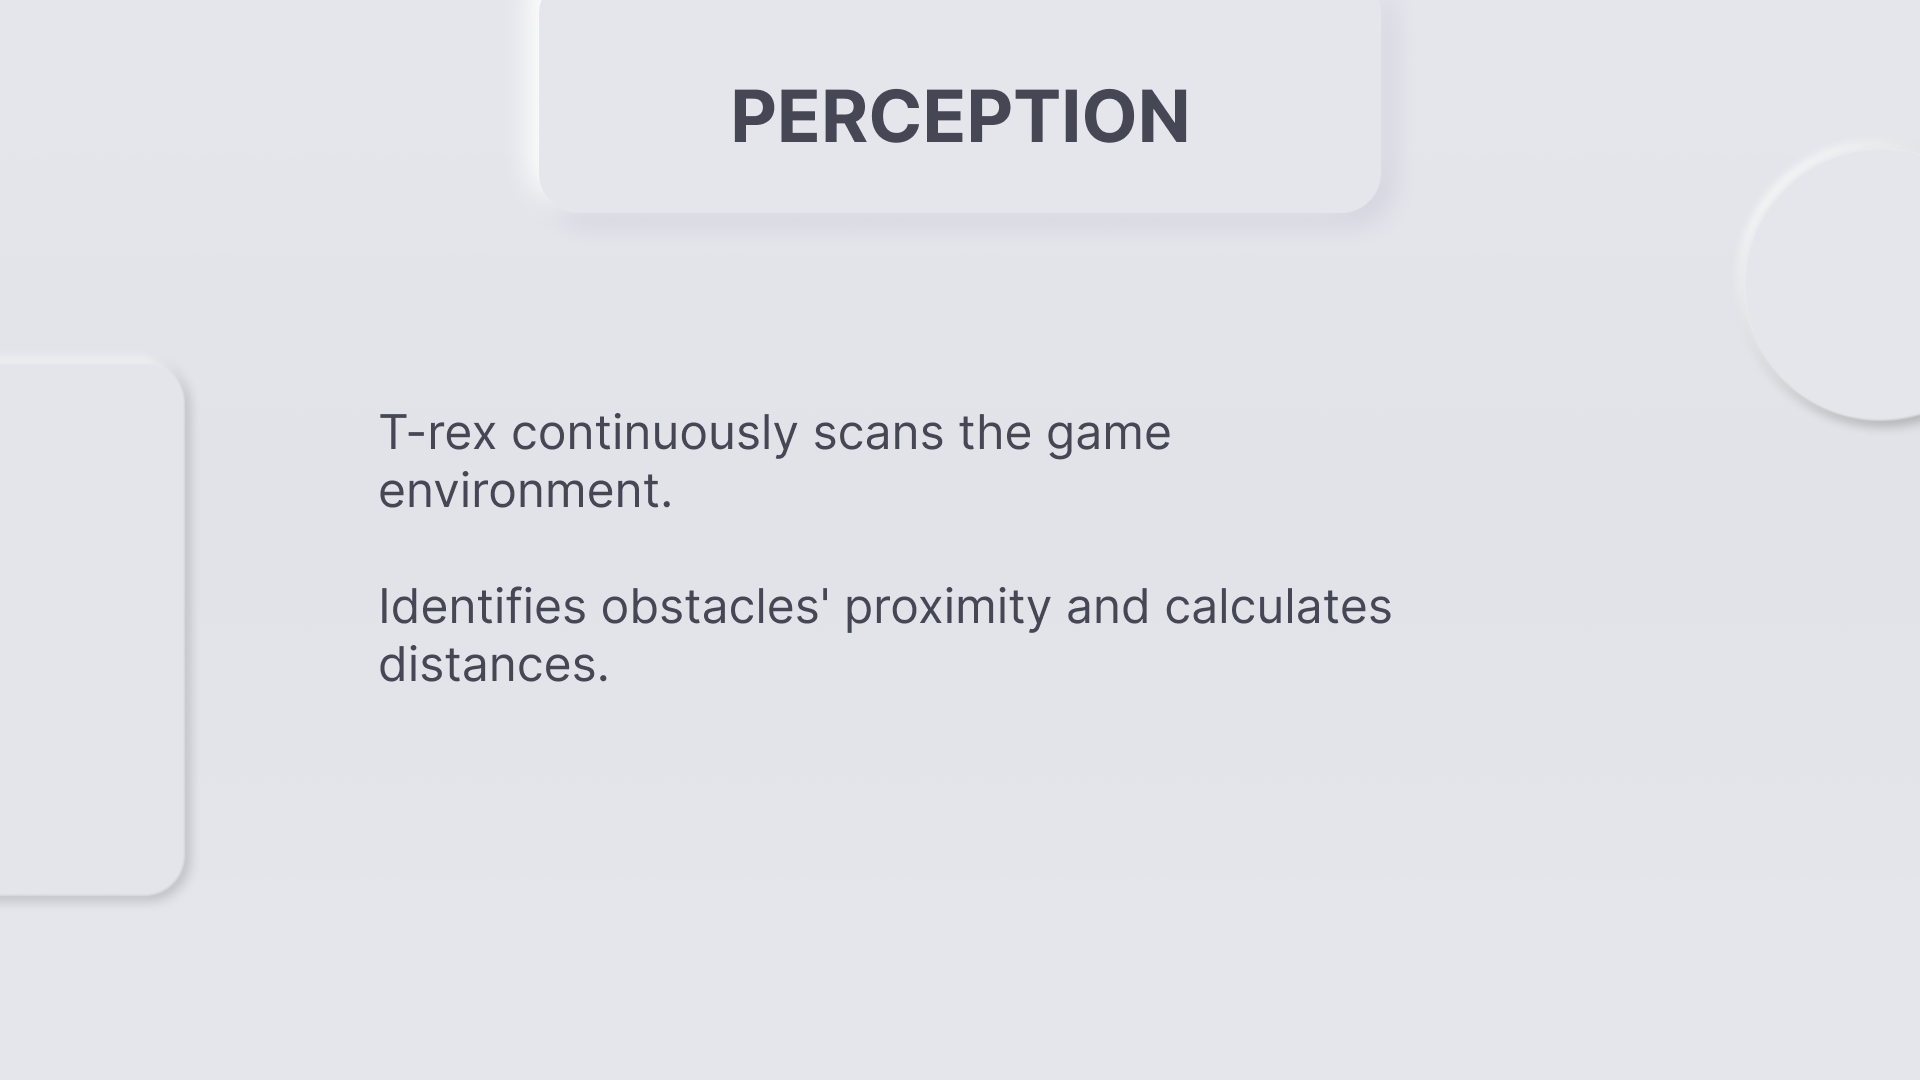 PERCEPTION
T-rex continuously scans the game
environment.
Identifies obstacles' proximity and calculates
distances.